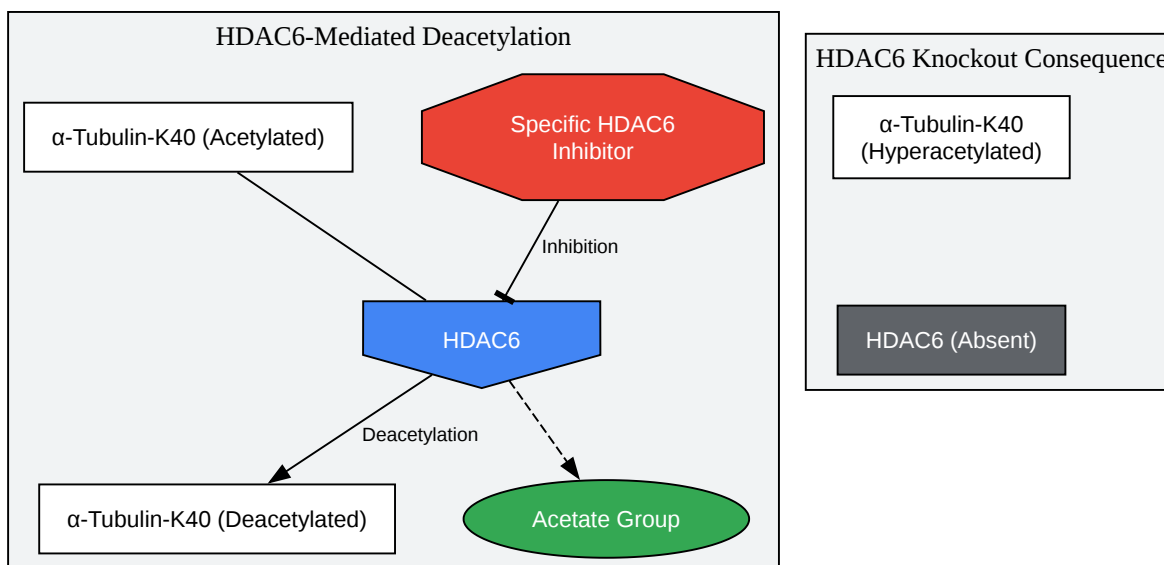 HDAC6-Mediated Deacetylation
α-Tubulin-K40 (Acetylated)
Specific HDAC6
Inhibitor
Inhibition
HDAC6
Deacetylation
α-Tubulin-K40 (Deacetylated)
Acetate Group
HDAC6 Knockout Consequence
α-Tubulin-K40
(Hyperacetylated)
HDAC6 (Absent)